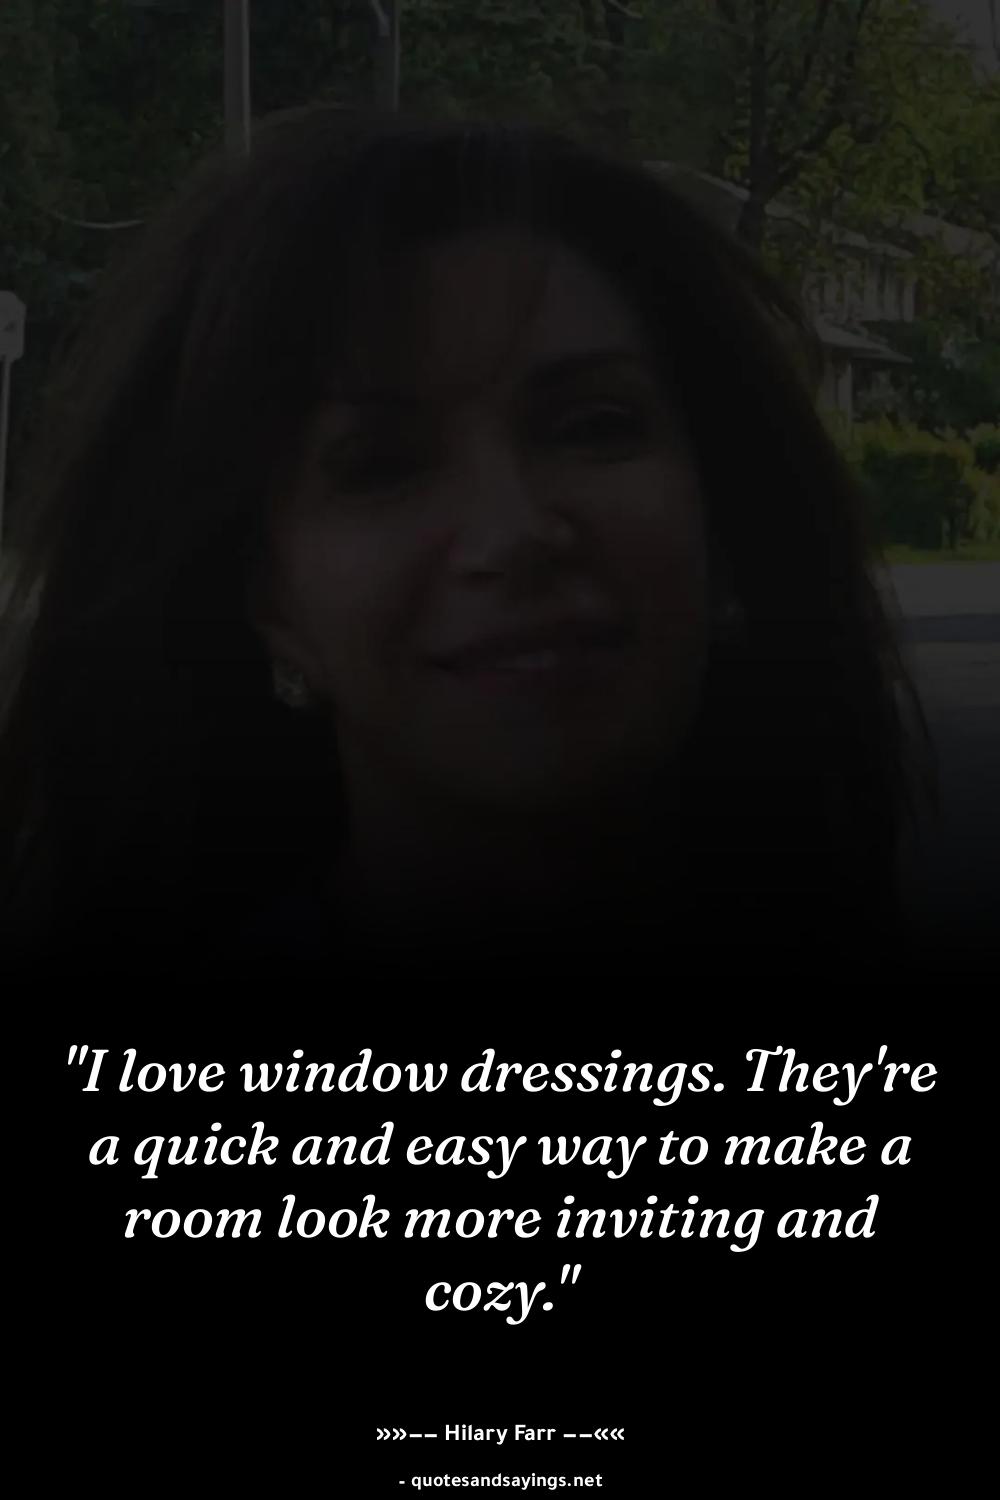 "I love window dressings. They're
a quick and easy way to make a
room look more inviting and
cozy."
»»−− Hilary Farr −−««
- quotesandsayings.net